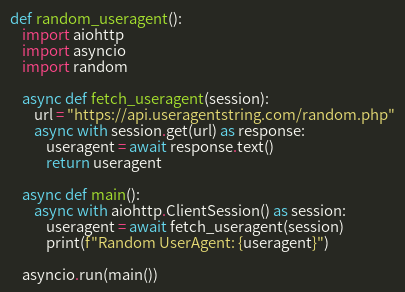 def random_useragent():
    import aiohttp
    import asyncio
    import random

    async def fetch_useragent(session):
        url = "https://api.useragentstring.com/random.php"
        async with session.get(url) as response:
            useragent = await response.text()
            return useragent

    async def main():
        async with aiohttp.ClientSession() as session:
            useragent = await fetch_useragent(session)
            print(f"Random UserAgent: {useragent}")

    asyncio.run(main())